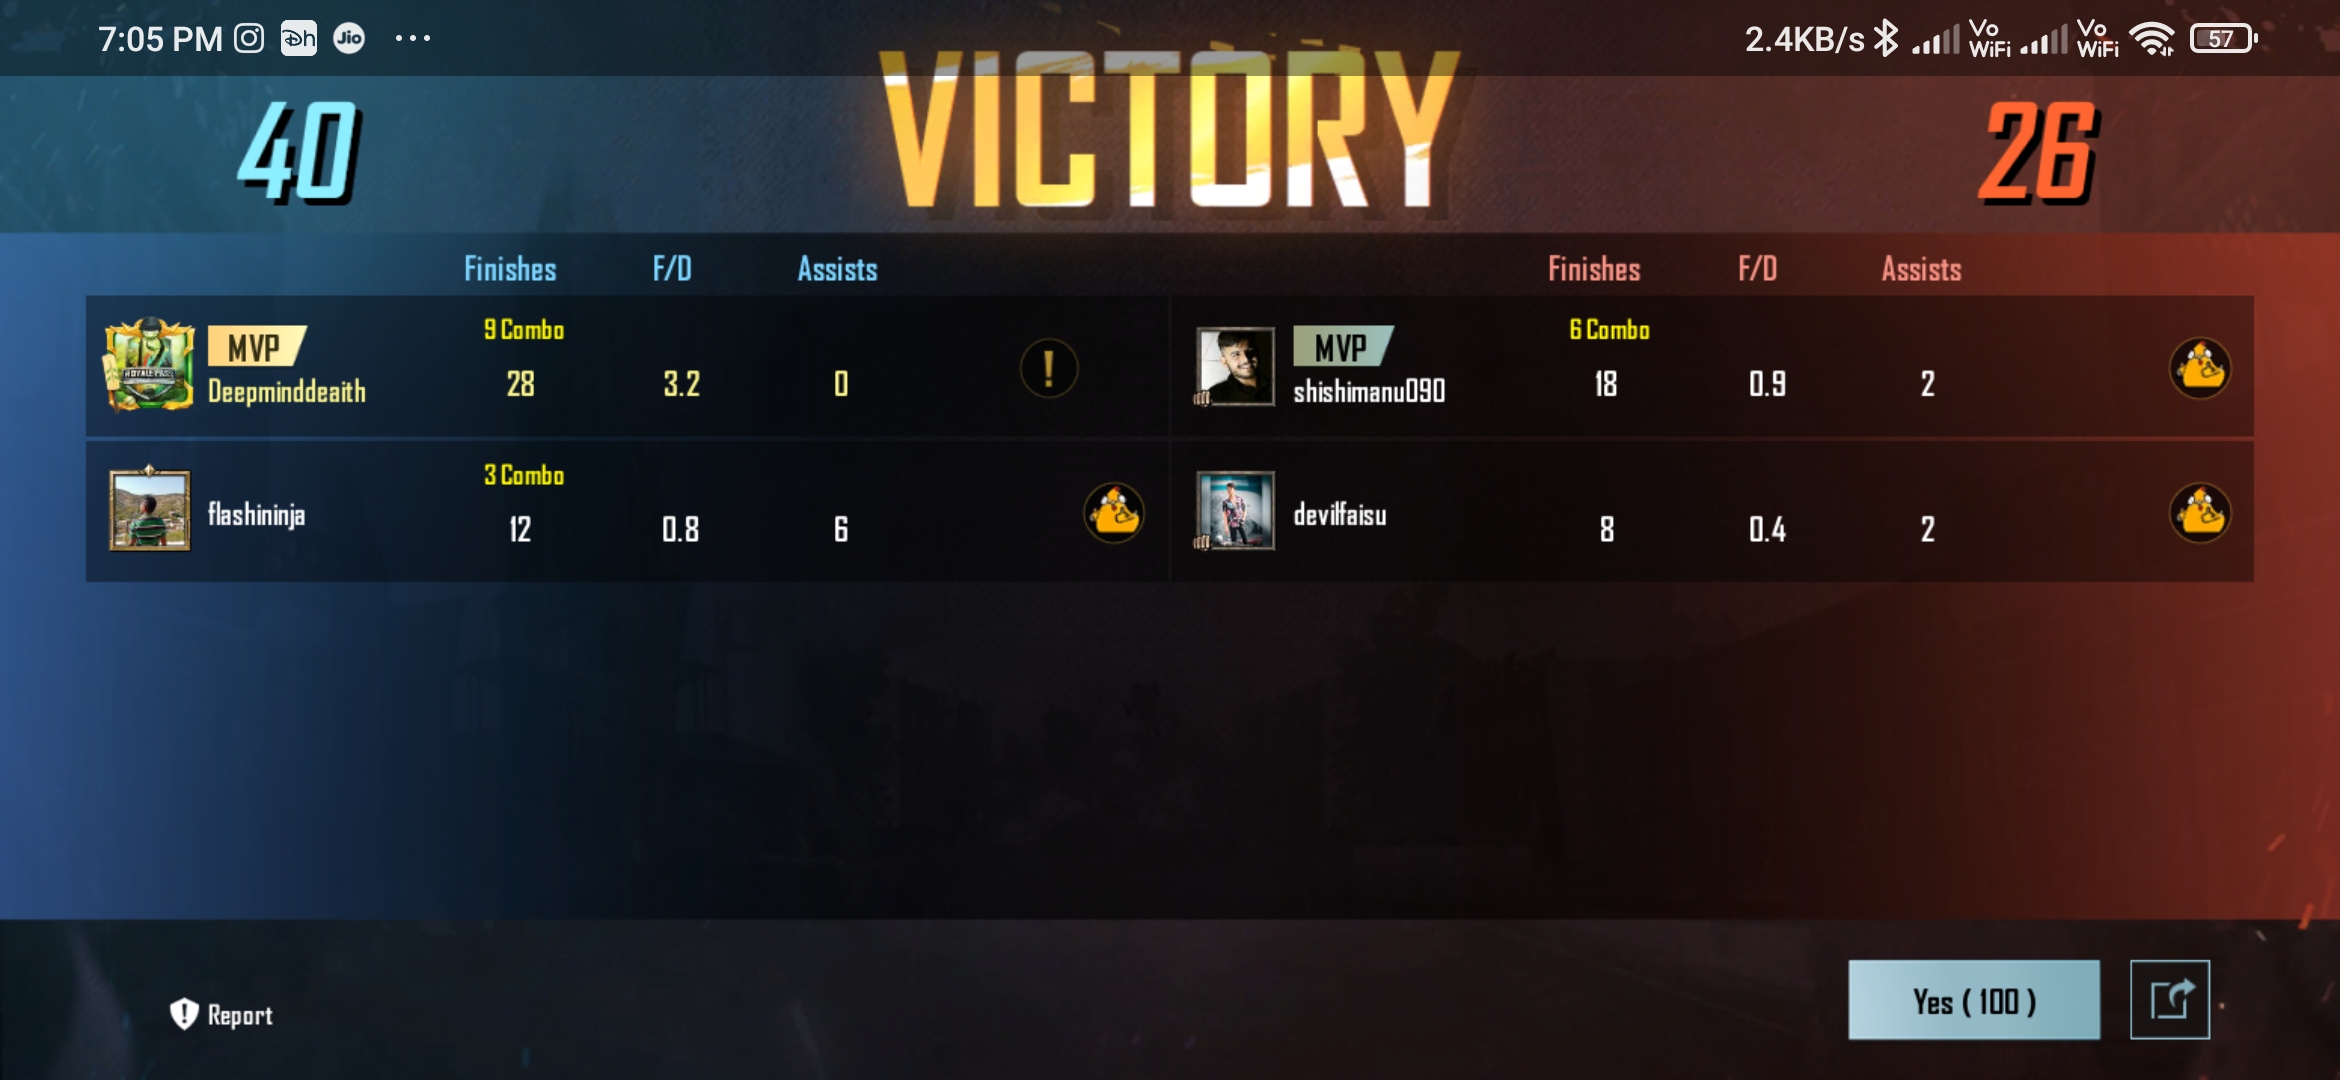 7:05 PM Dh Jio ... 2.4KB/s Vo WiFi Vo WiFi 57
VICTORY
40 26
Finishes F/D Assists Finishes F/D Assists
9 Combo 6 Combo
MVP MVP
Deepminddeaith 28 3.2 0 ! shishimanu090 18 0.9 2
3 Combo
flashininja 12 0.8 6 devilfaisu 8 0.4 2
Report Yes ( 100 )